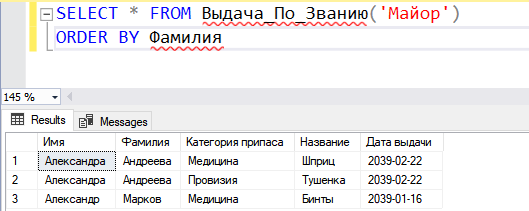 SELECT * FROM Выдача_По_Званию('Майор')
ORDER BY Фамилия
145 %
Results Messages
Имя Фамилия Категория припаса Название Дата выдачи
1 Александра Андреева Медицина Шприц 2039-02-22
2 Александра Андреева Провизия Тушенка 2039-02-22
3 Александр Марков Медицина Бинты 2039-01-16